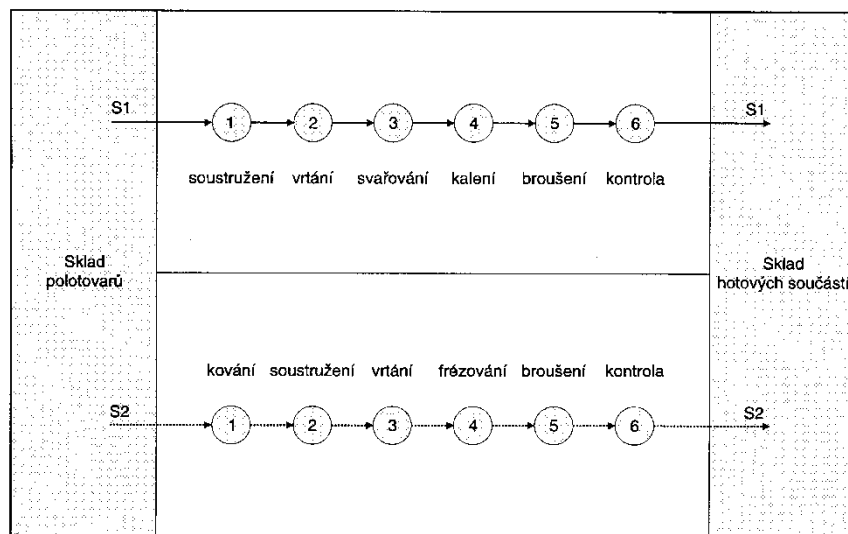 S1
1
2
3
4
5
6
S1
soustružení
vrtání
svařování
kalení
broušení
kontrola
Sklad
polotovarů
Sklad
hotových součástí
kování
soustružení
vrtání
frézování
broušení
kontrola
S2
1
2
3
4
5
6
S2